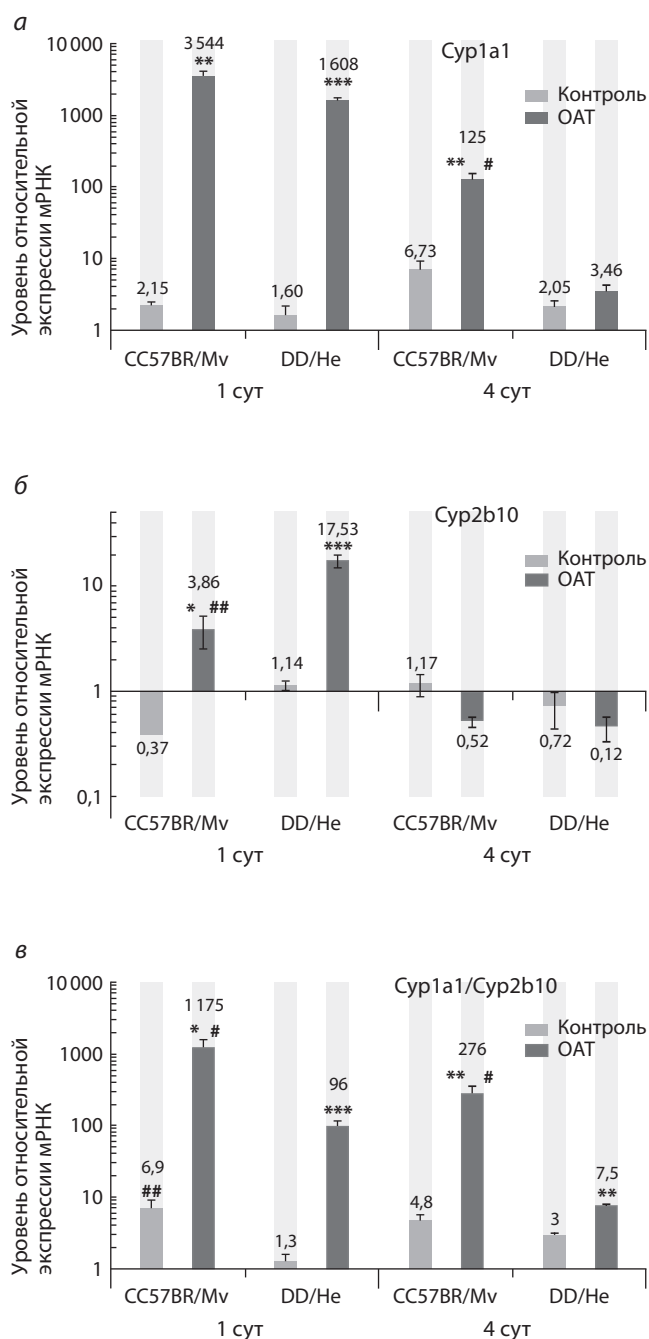 а
Уровень относительной
экспрессии мРНК
10 000
1000
100
10
1
Cyp1a1
Контроль
ОАТ
2,15
3 544
**
1,60
1 608
***
6,73
125
** #
2,05
3,46
CC57BR/Mv DD/He CC57BR/Mv DD/He
1 сут 4 сут
б
Уровень относительной
экспрессии мРНК
10
1
0,1
Cyp2b10
Контроль
ОАТ
0,37
3,86
* ##
1,14
17,53
***
1,17
0,52
0,72
0,12
CC57BR/Mv DD/He CC57BR/Mv DD/He
1 сут 4 сут
в
Уровень относительной
экспрессии мРНК
10 000
1000
100
10
1
Cyp1a1/Cyp2b10
Контроль
ОАТ
6,9
##
1 175
* #
1,3
96
***
4,8
276
** #
3
7,5
**
CC57BR/Mv DD/He CC57BR/Mv DD/He
1 сут 4 сут